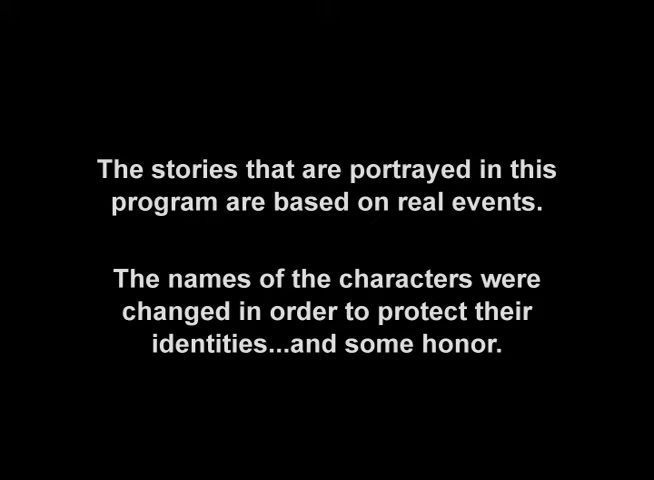 The stories that are portrayed in this
program are based on real events.
The names of the characters were
changed in order to protect their
identities...and some honor.